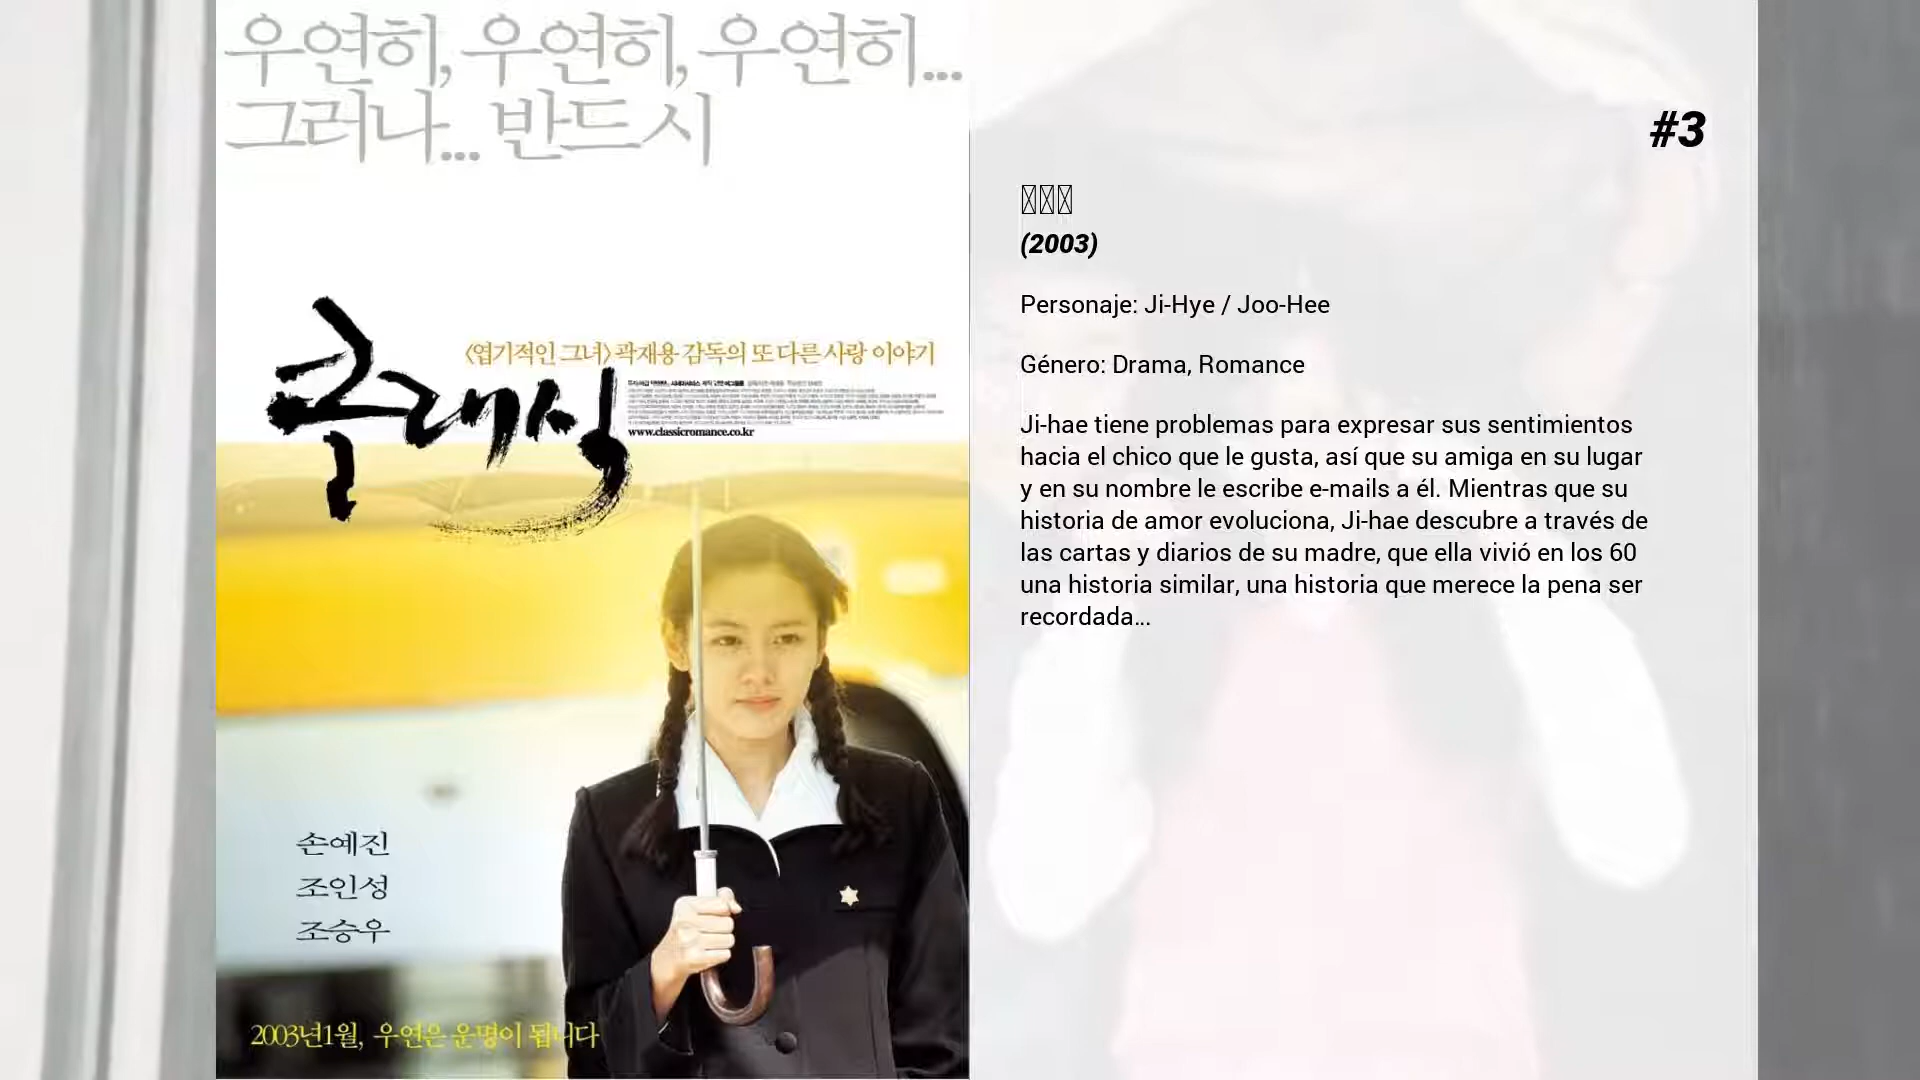 우연히, 우연히, 우연히...
그러나... 반드시
<엽기적인 그녀> 곽재용 감독의 또 다른 사랑 이야기
클래식
www.classicromance.co.kr
손예진
조인성
조승우
2003년 1월, 우연은 운명이 됩니다
#3
(2003)
Personaje: Ji-Hye / Joo-Hee
Género: Drama, Romance
Ji-hae tiene problemas para expresar sus sentimientos
hacia el chico que le gusta, así que su amiga en su lugar
y en su nombre le escribe e-mails a él. Mientras que su
historia de amor evoluciona, Ji-hae descubre a través de
las cartas y diarios de su madre, que ella vivió en los 60
una historia similar, una historia que merece la pena ser
recordada...